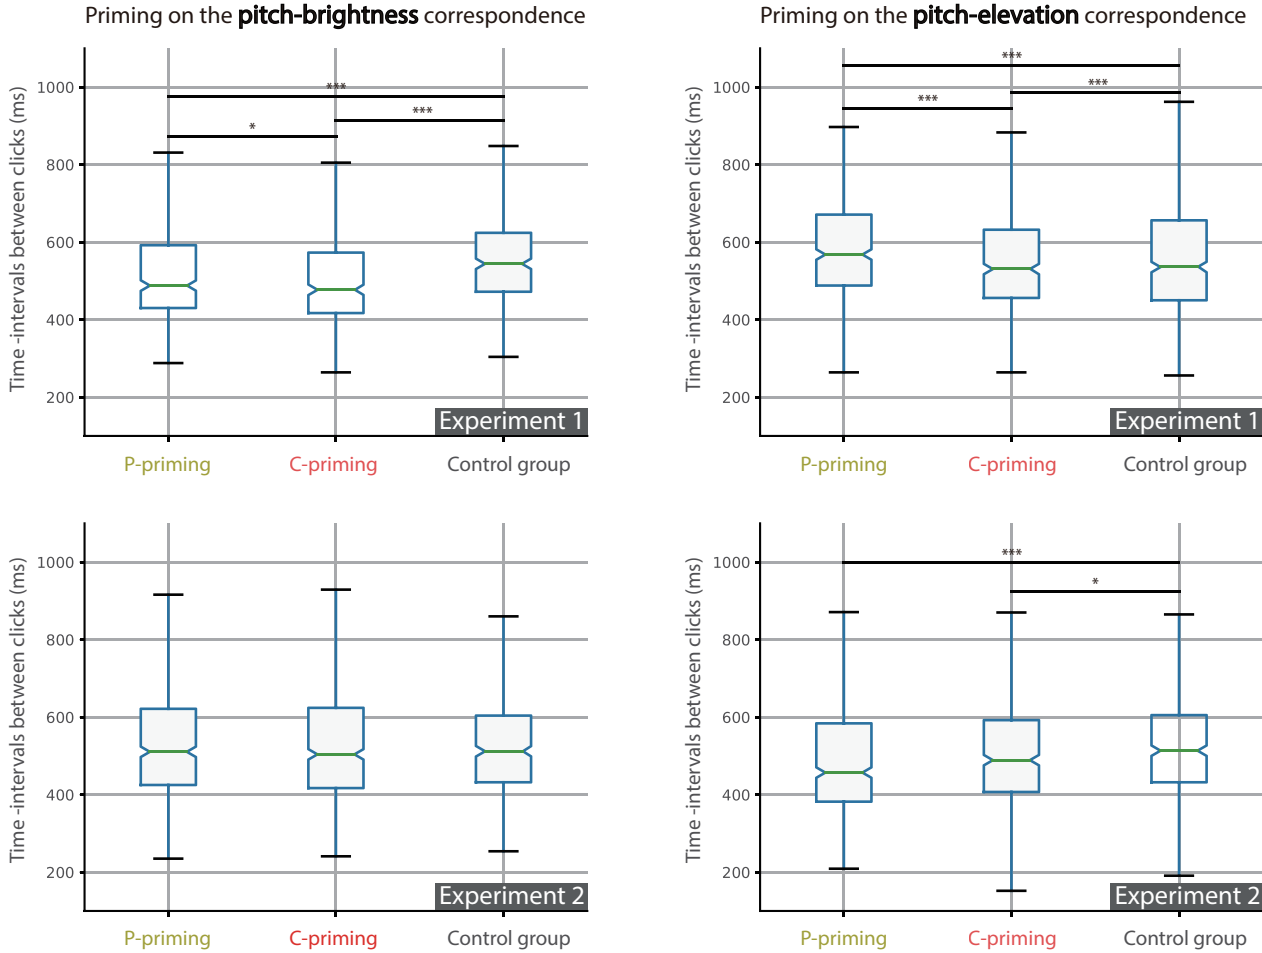 Priming on the pitch-brightness correspondence
Time -intervals between clicks (ms)
1000
800
600
400
200
***
*
***
Experiment 1
P-priming
C-priming
Control group
Priming on the pitch-elevation correspondence
Time -intervals between clicks (ms)
1000
800
600
400
200
***
***
***
Experiment 1
P-priming
C-priming
Control group
Time -intervals between clicks (ms)
1000
800
600
400
200
Experiment 2
P-priming
C-priming
Control group
Time -intervals between clicks (ms)
1000
800
600
400
200
***
*
Experiment 2
P-priming
C-priming
Control group